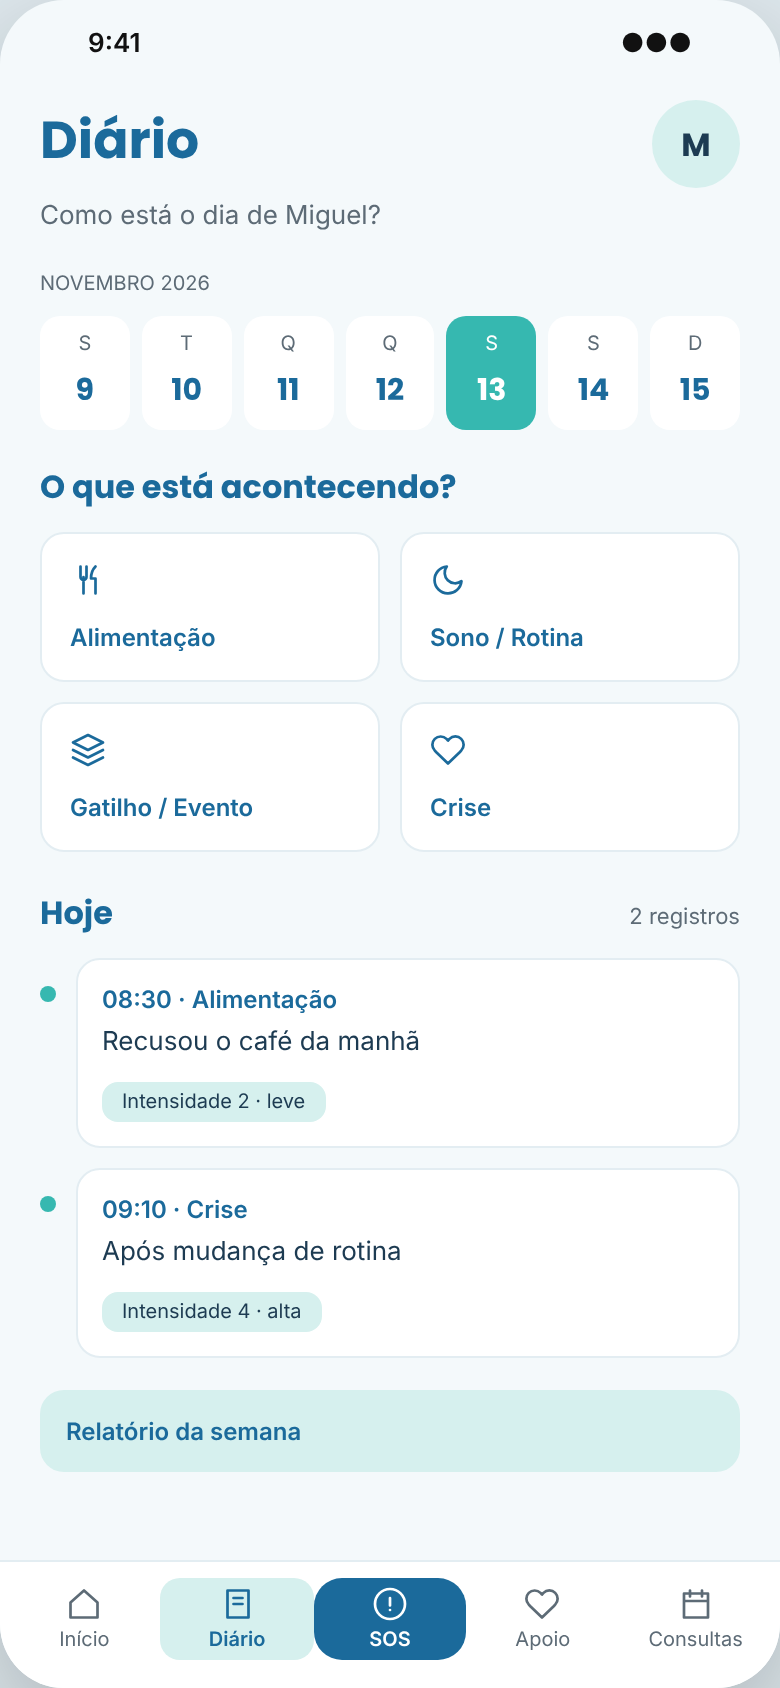 9:41
Diário
M
Como está o dia de Miguel?
NOVEMBRO 2026
S T Q Q S S D
9 10 11 12 13 14 15
O que está acontecendo?
Alimentação
Sono / Rotina
Gatilho / Evento
Crise
Hoje
2 registros
08:30 · Alimentação
Recusou o café da manhã
Intensidade 2 · leve
09:10 · Crise
Após mudança de rotina
Intensidade 4 · alta
Relatório da semana
Início
Diário
SOS
Apoio
Consultas